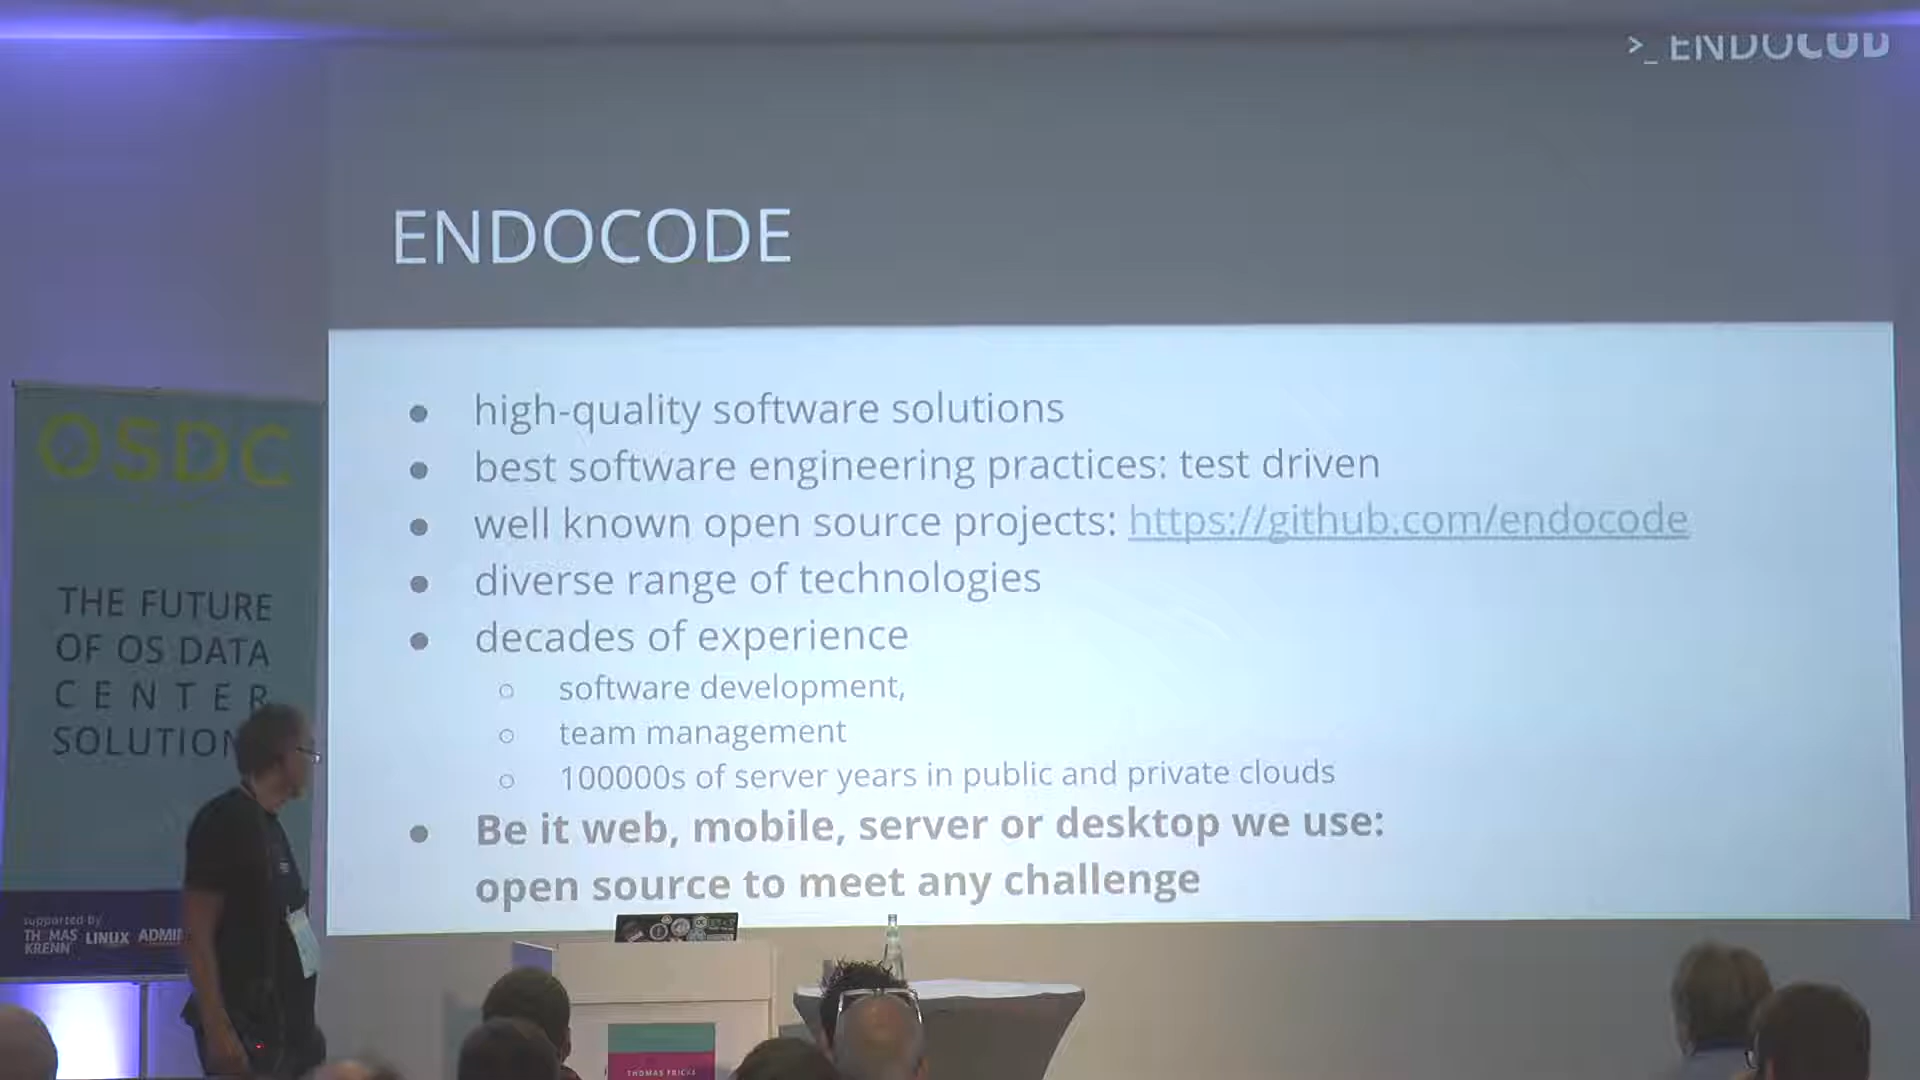 >_ ENDOCOD
ENDOCODE
● high-quality software solutions
● best software engineering practices: test driven
● well known open source projects: https://github.com/endocode
● diverse range of technologies
● decades of experience
○ software development,
○ team management
○ 100000s of server years in public and private clouds
● Be it web, mobile, server or desktop we use:
open source to meet any challenge
OSDC
THE FUTURE
OF OS DATA
CENTER
SOLUTION
supported by
TH MAS
KRENN
LINUX
ADMI
THOMAS FRICKE